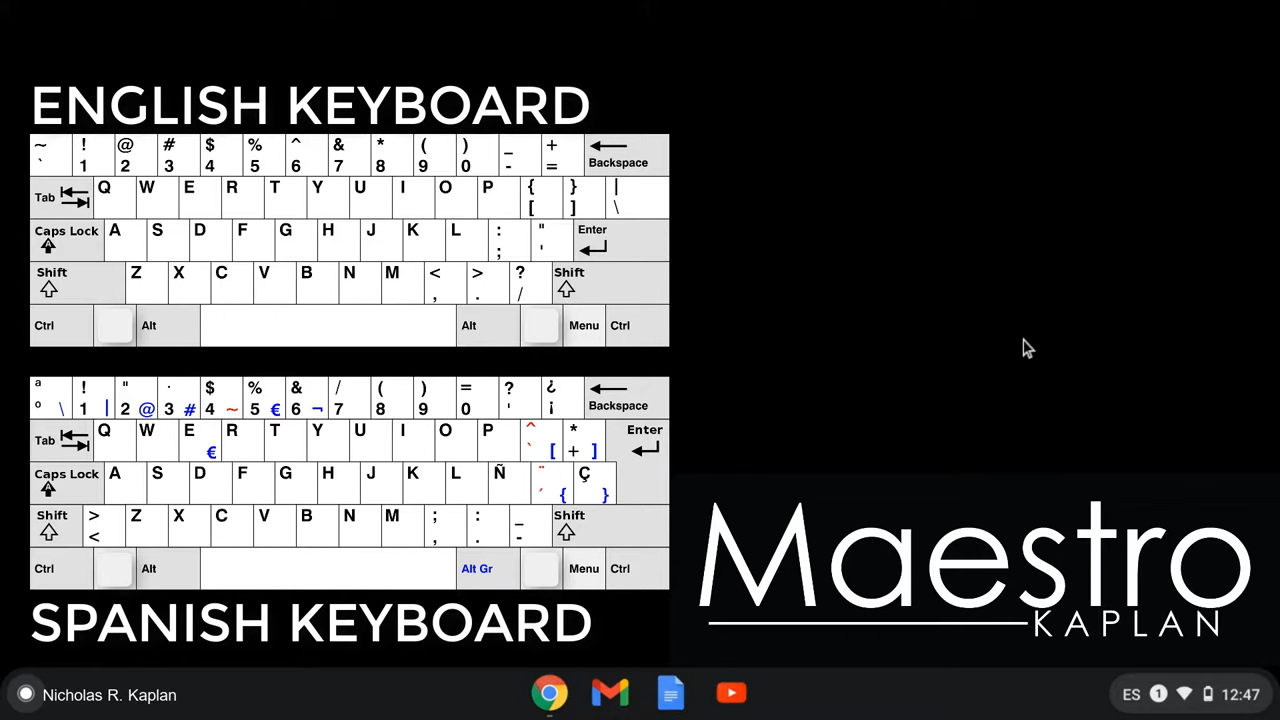 ENGLISH KEYBOARD
~ ! @ # $ % ^ & * ( ) _ +
` 1 2 3 4 5 6 7 8 9 0 - = Backspace
Tab Q W E R T Y U I O P { } |
[ ] \
Caps Lock A S D F G H J K L : " Enter
; '
Shift Z X C V B N M < > ? Shift
, . /
Ctrl Alt Alt Menu Ctrl
ª ! " · $ % & / ( ) = ? ¿
º \ 1 | 2 @ 3 # 4 ~ 5 € 6 ¬ 7 8 9 0 ' ¡ Backspace
Tab Q W E R T Y U I O P ^ * Enter
€ ` [ + ]
Caps Lock A S D F G H J K L Ñ ¨ Ç
´ { }
Shift > Z X C V B N M ; : _ Shift
< , . -
Ctrl Alt Alt Gr Menu Ctrl
SPANISH KEYBOARD
Maestro
KAPLAN
Nicholas R. Kaplan
ES 1 12:47